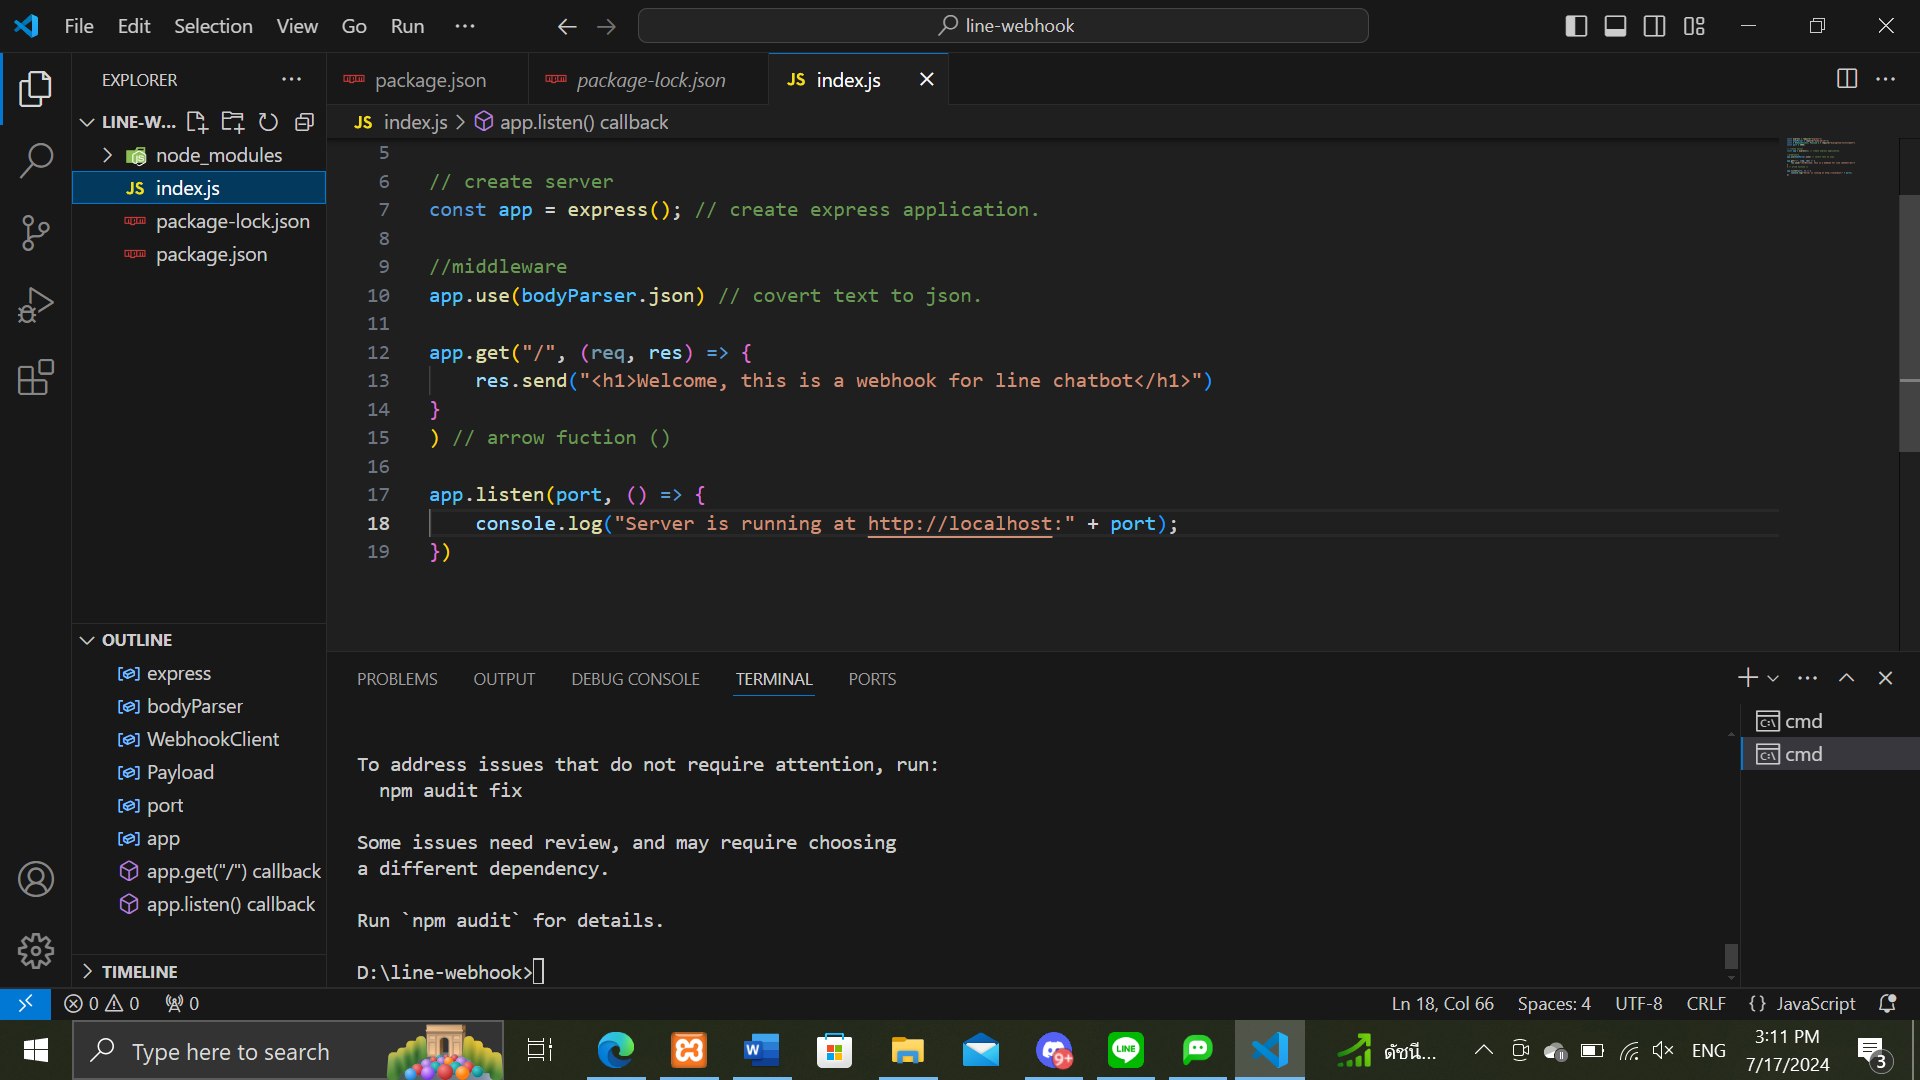 File Edit Selection View Go Run ···
line-webhook
EXPLORER ···
package.json
package-lock.json
JS index.js
LINE-W...
node_modules
JS index.js
package-lock.json
package.json
JS index.js > app.listen() callback
5
6 // create server
7 const app = express(); // create express application.
8
9 //middleware
10 app.use(bodyParser.json) // covert text to json.
11
12 app.get("/", (req, res) => {
13 res.send("<h1>Welcome, this is a webhook for line chatbot</h1>")
14 }
15 ) // arrow fuction ()
16
17 app.listen(port, () => {
18 console.log("Server is running at http://localhost:" + port);
19 })
OUTLINE
express
bodyParser
WebhookClient
Payload
port
app
app.get("/") callback
app.listen() callback
TIMELINE
PROBLEMS OUTPUT DEBUG CONSOLE TERMINAL PORTS
cmd
cmd
To address issues that do not require attention, run:
npm audit fix
Some issues need review, and may require choosing
a different dependency.
Run `npm audit` for details.
D:\line-webhook>
0 0 0
Ln 18, Col 66 Spaces: 4 UTF-8 CRLF {} JavaScript
Type here to search
W
9+
LINE
ดัชนี...
ENG
3:11 PM
7/17/2024
3